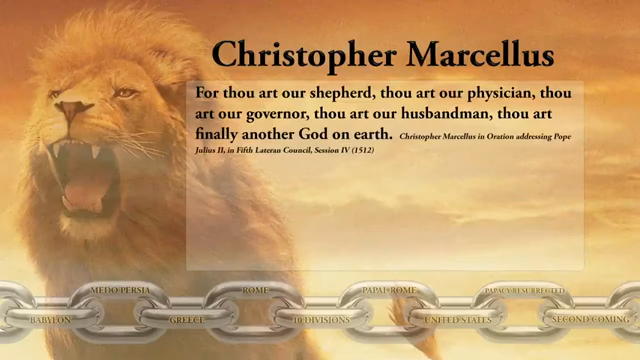 Christopher Marcellus
For thou art our shepherd, thou art our physician, thou
art our governor, thou art our husbandman, thou art
finally another God on earth. Christopher Marcellus in Oration addressing Pope
Julius II, in Fifth Lateran Council, Session IV (1512)
MEDO-PERSIA ROME PAPAL ROME PAPACY RESURRECTED
BABYLON GREECE 10 DIVISIONS UNITED STATES SECOND COMING